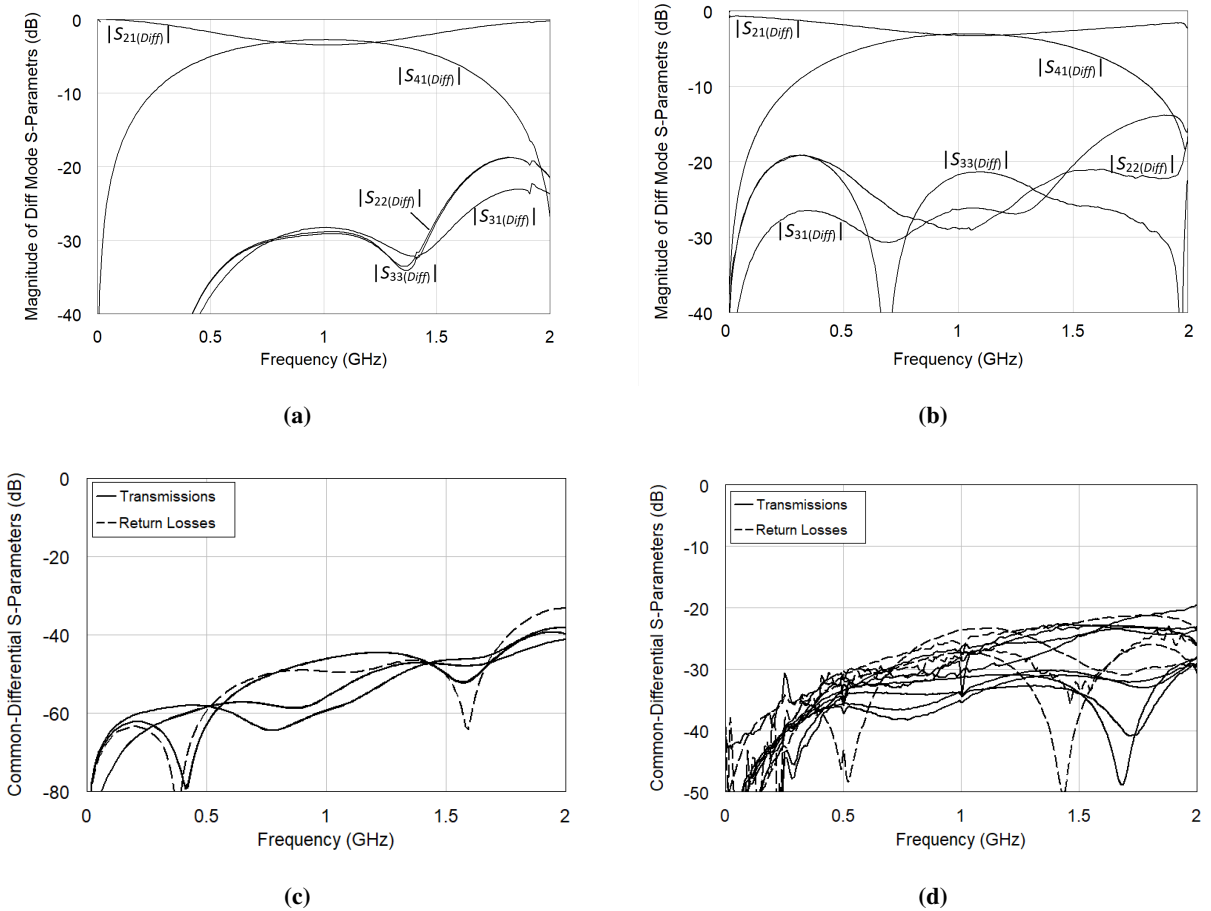 Magnitude of Diff Mode S-Parametrs (dB)
0
-10
-20
-30
-40
|S21(Diff)|
|S41(Diff)|
|S22(Diff)|
|S31(Diff)|
|S33(Diff)|
0
0.5
1
1.5
2
Frequency (GHz)
(a)
Magnitude of Diff Mode S-Parameters (dB)
0
-10
-20
-30
-40
|S21(Diff)|
|S41(Diff)|
|S33(Diff)|
|S22(Diff)|
|S31(Diff)|
0
0.5
1
1.5
2
Frequency (GHz)
(b)
Common-Differential S-Parameters (dB)
0
-20
-40
-60
-80
Transmissions
Return Losses
0
0.5
1
1.5
2
Frequency (GHz)
(c)
Common-Differential S-Parameters (dB)
0
-10
-20
-30
-40
-50
Transmissions
Return Losses
0
0.5
1
1.5
2
Frequency (GHz)
(d)